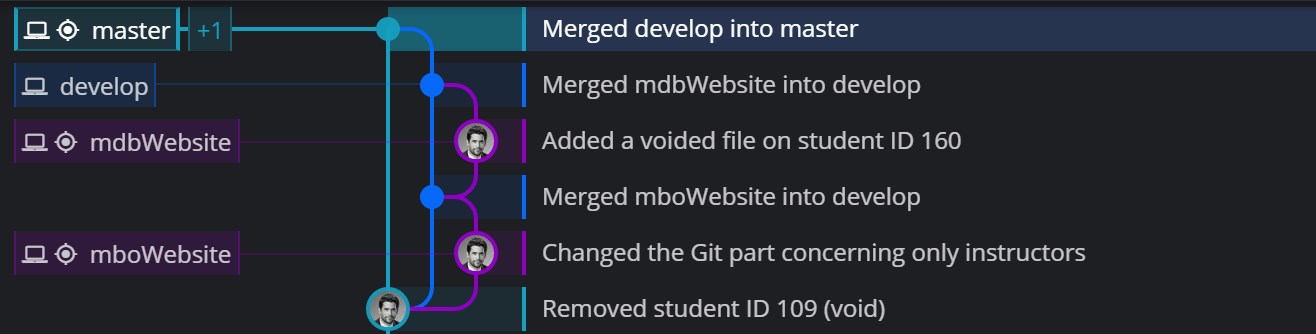 master +1 Merged develop into master
develop Merged mdbWebsite into develop
mdbWebsite Added a voided file on student ID 160
Merged mboWebsite into develop
mboWebsite Changed the Git part concerning only instructors
Removed student ID 109 (void)